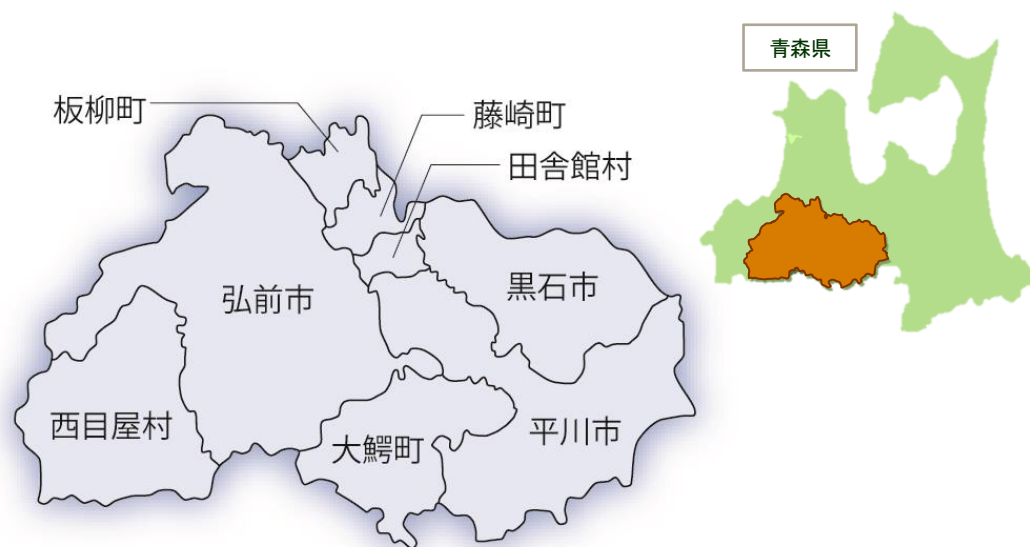 青森県
板柳町
藤崎町
田舎館村
黒石市
弘前市
西目屋村
大鰐町
平川市